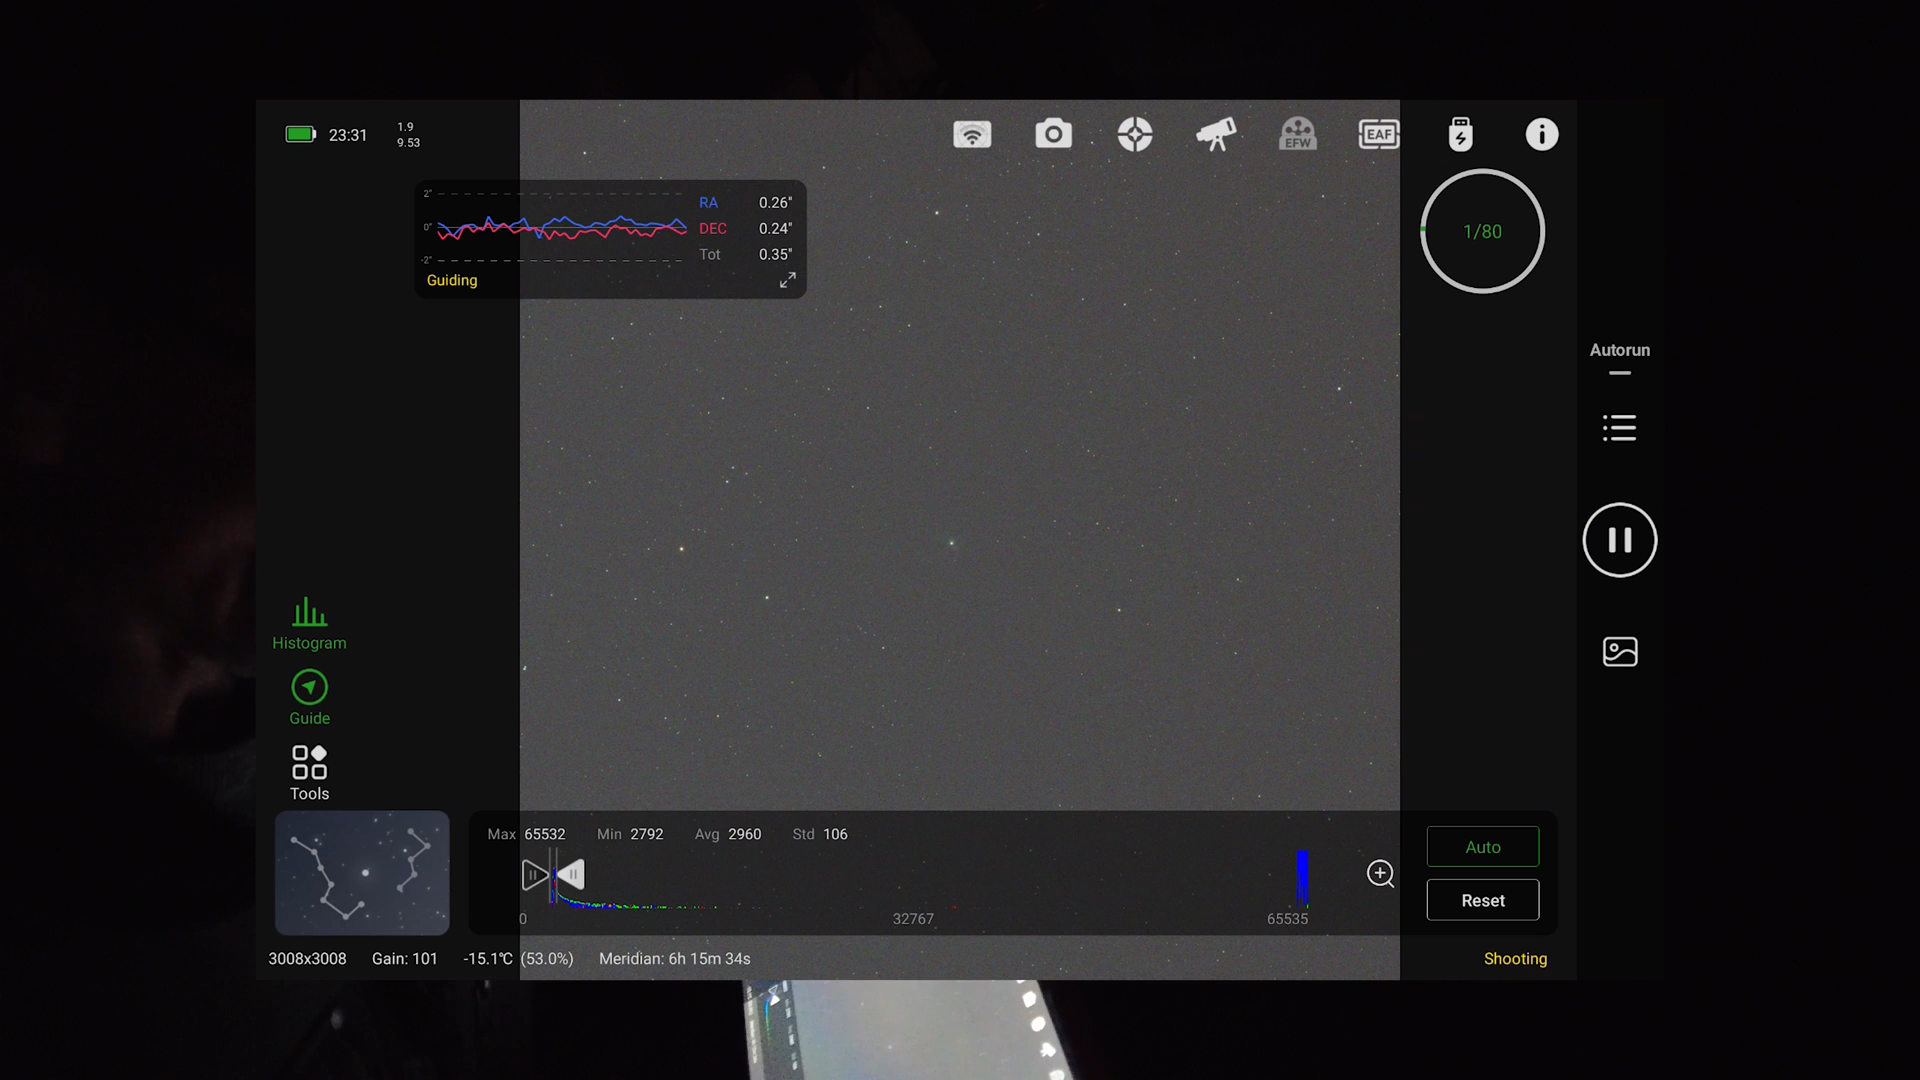 23:31
1.9
9.53
EFW
EAF
2"
0"
-2"
RA 0.26"
DEC 0.24"
Tot 0.35"
Guiding
1/80
Autorun
Histogram
Guide
Tools
Max 65532 Min 2792 Avg 2960 Std 106
0 32767 65535
Auto
Reset
3008x3008 Gain: 101 -15.1℃ (53.0%) Meridian: 6h 15m 34s
Shooting